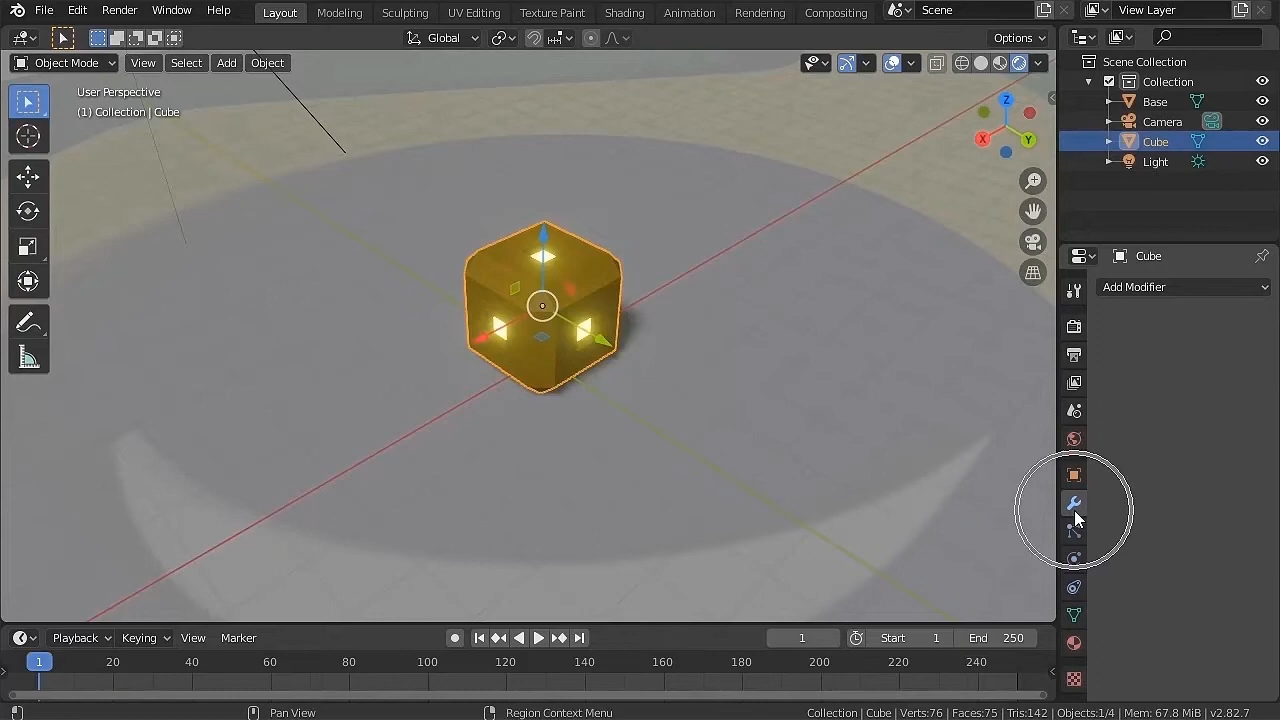 File Edit Render Window Help Layout Modeling Sculpting UV Editing Texture Paint Shading Animation Rendering Compositing Scene View Layer
Global Options
Object Mode View Select Add Object
User Perspective
(1) Collection | Cube
Z
X
Y
Scene Collection
Collection
Base
Camera
Cube
Light
Cube
Add Modifier
Playback Keying View Marker 1 Start 1 End 250
1 20 40 60 80 100 120 140 160 180 200 220 240
Pan View Region Context Menu Collection | Cube | Verts:76 | Faces:75 | Tris:142 | Objects:1/4 | Mem: 67.8 MiB | v2.82.7